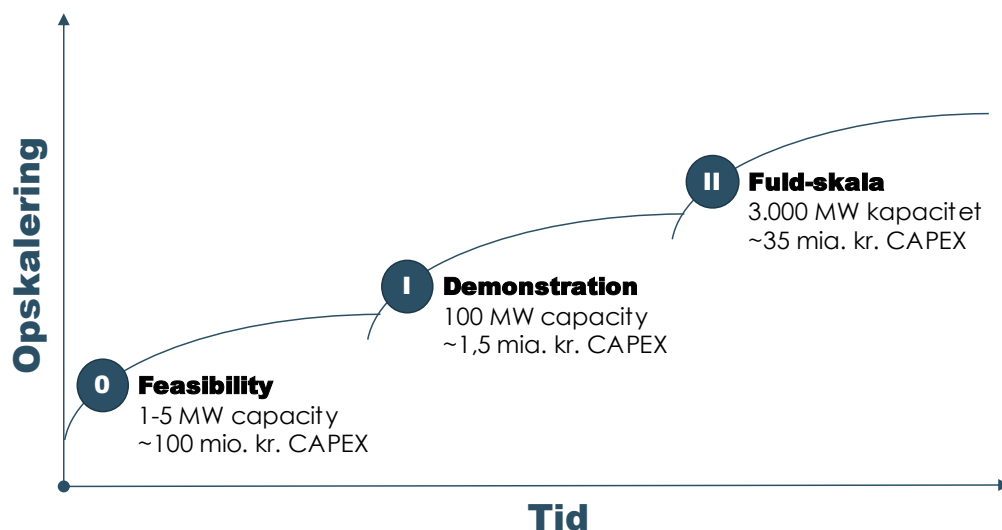 Opskalering
II
Fuld-skala
3.000 MW kapacitet
~35 mia. kr. CAPEX
I
Demonstration
100 MW capacity
~1,5 mia. kr. CAPEX
0
Feasibility
1-5 MW capacity
~100 mio. kr. CAPEX
Tid